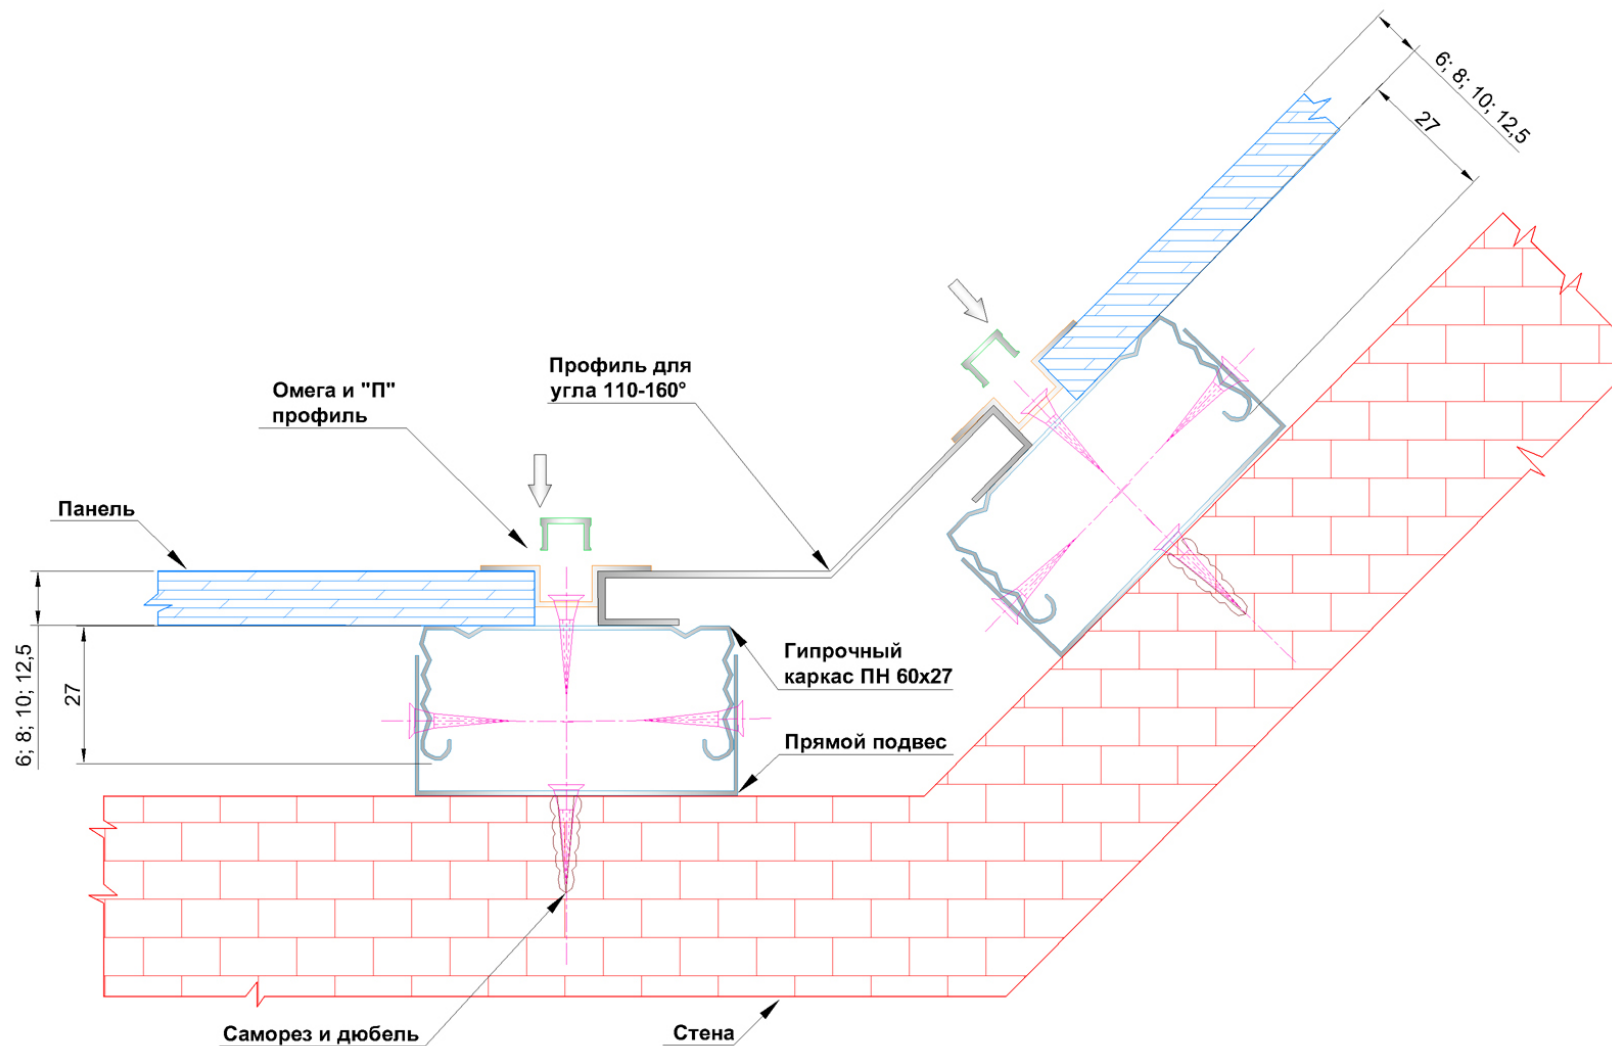 6; 8; 10; 12,5
27
Профиль для
угла 110-160°
Омега и "П"
профиль
Панель
6; 8; 10; 12,5
27
Гипрочный
каркас ПН 60х27
Прямой подвес
Саморез и дюбель
Стена